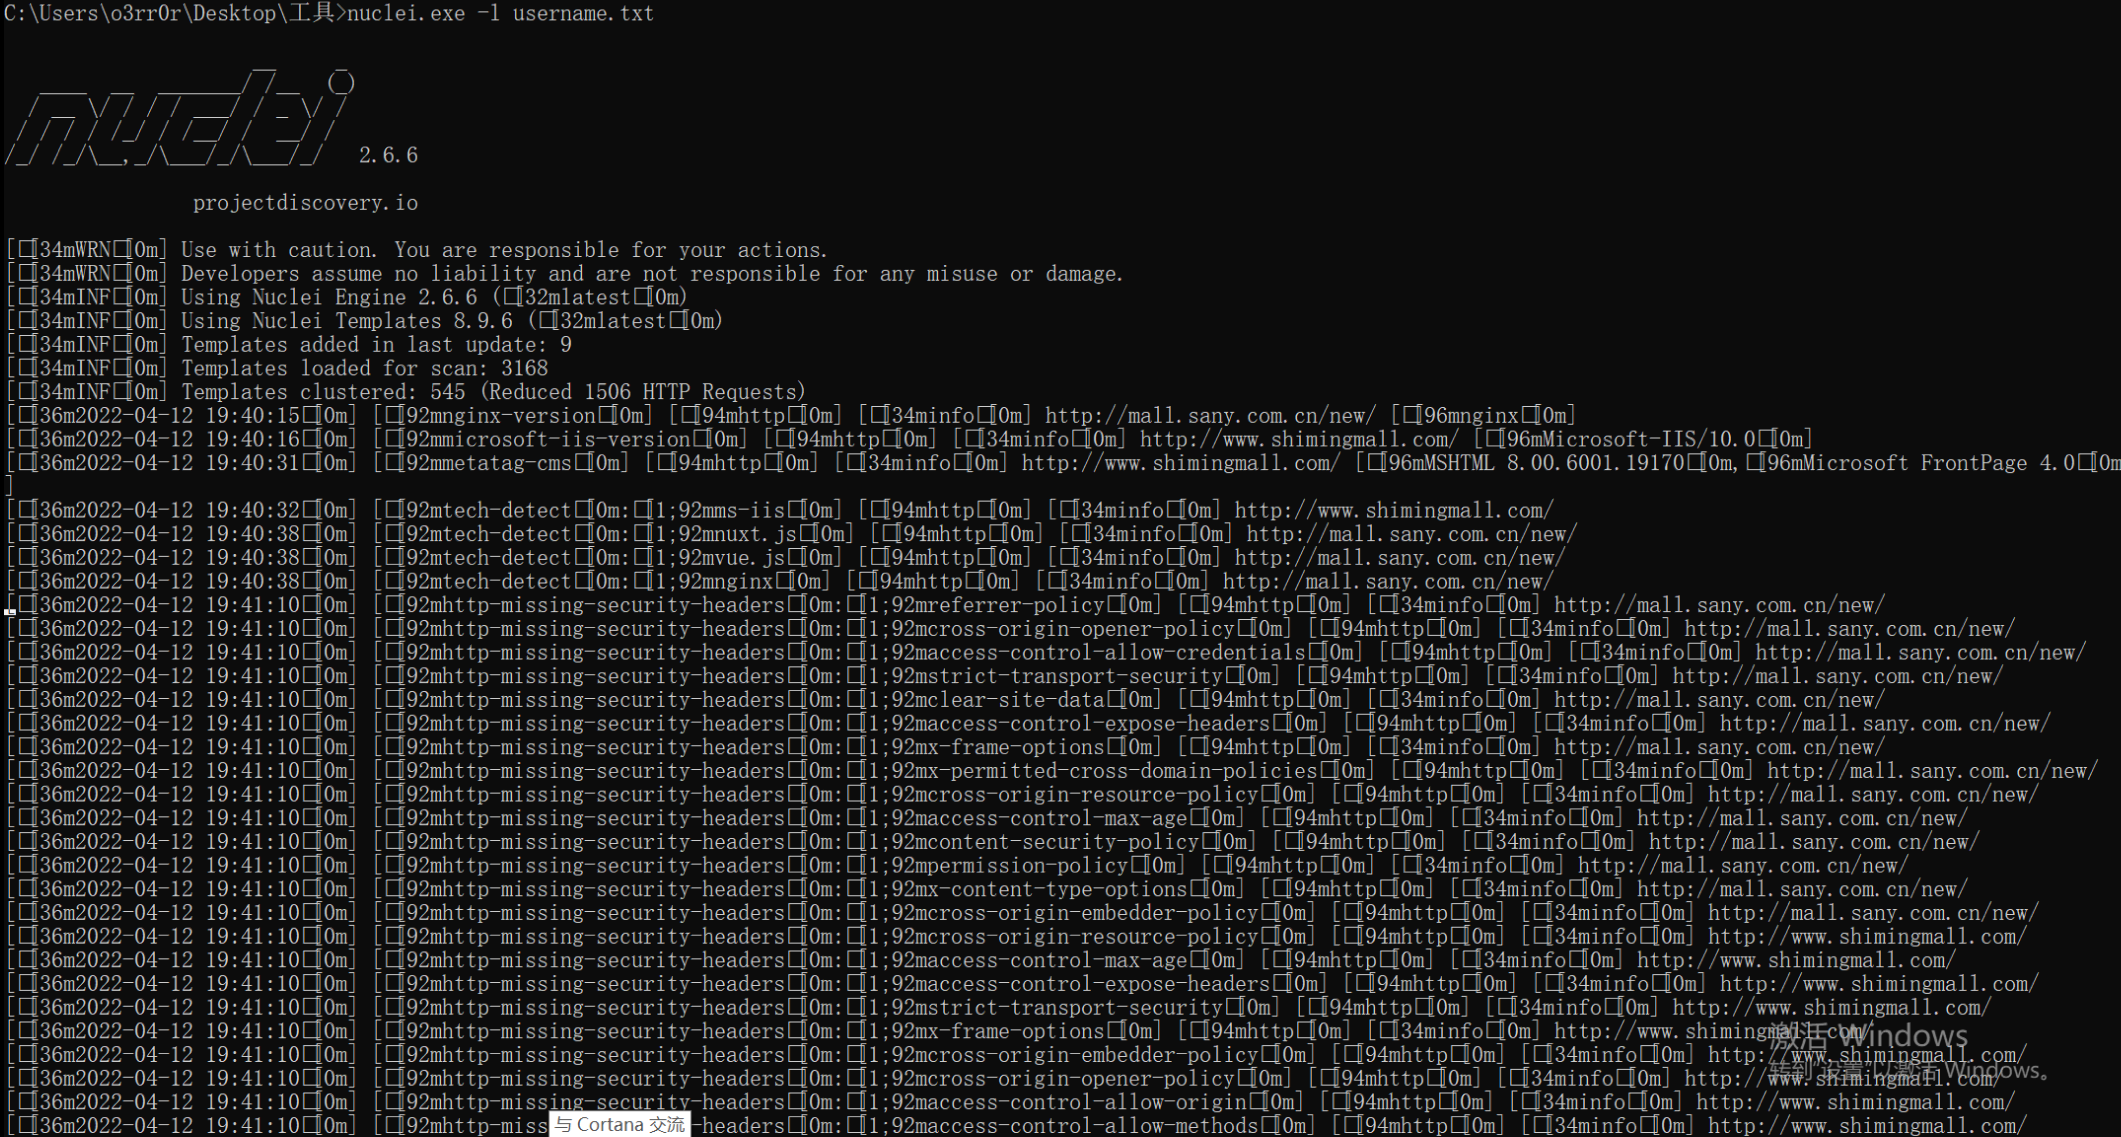 C:\Users\o3rr0r\Desktop\工具>nuclei.exe -l username.txt
2.6.6
projectdiscovery.io
[□[34mWRN□[0m] Use with caution. You are responsible for your actions.
[□[34mWRN□[0m] Developers assume no liability and are not responsible for any misuse or damage.
[□[34mINF□[0m] Using Nuclei Engine 2.6.6 (□[32mlatest□[0m)
[□[34mINF□[0m] Using Nuclei Templates 8.9.6 (□[32mlatest□[0m)
[□[34mINF□[0m] Templates added in last update: 9
[□[34mINF□[0m] Templates loaded for scan: 3168
[□[34mINF□[0m] Templates clustered: 545 (Reduced 1506 HTTP Requests)
[□[36m2022-04-12 19:40:15□[0m] [□[92mnginx-version□[0m] [□[94mhttp□[0m] [□[34minfo□[0m] http://mall.sany.com.cn/new/ [□[96mnginx□[0m]
[□[36m2022-04-12 19:40:16□[0m] [□[92mmicrosoft-iis-version□[0m] [□[94mhttp□[0m] [□[34minfo□[0m] http://www.shimingmall.com/ [□[96mMicrosoft-IIS/10.0□[0m]
[□[36m2022-04-12 19:40:31□[0m] [□[92mmetatag-cms□[0m] [□[94mhttp□[0m] [□[34minfo□[0m] http://www.shimingmall.com/ [□[96mMSHTML 8.00.6001.19170□[0m,□[96mMicrosoft FrontPage 4.0□[0m
]
[□[36m2022-04-12 19:40:32□[0m] [□[92mtech-detect□[0m:□[1;92mms-iis□[0m] [□[94mhttp□[0m] [□[34minfo□[0m] http://www.shimingmall.com/
[□[36m2022-04-12 19:40:38□[0m] [□[92mtech-detect□[0m:□[1;92mnuxt.js□[0m] [□[94mhttp□[0m] [□[34minfo□[0m] http://mall.sany.com.cn/new/
[□[36m2022-04-12 19:40:38□[0m] [□[92mtech-detect□[0m:□[1;92mvue.js□[0m] [□[94mhttp□[0m] [□[34minfo□[0m] http://mall.sany.com.cn/new/
[□[36m2022-04-12 19:40:38□[0m] [□[92mtech-detect□[0m:□[1;92mnginx□[0m] [□[94mhttp□[0m] [□[34minfo□[0m] http://mall.sany.com.cn/new/
[□[36m2022-04-12 19:41:10□[0m] [□[92mhttp-missing-security-headers□[0m:□[1;92mreferrer-policy□[0m] [□[94mhttp□[0m] [□[34minfo□[0m] http://mall.sany.com.cn/new/
[□[36m2022-04-12 19:41:10□[0m] [□[92mhttp-missing-security-headers□[0m:□[1;92mcross-origin-opener-policy□[0m] [□[94mhttp□[0m] [□[34minfo□[0m] http://mall.sany.com.cn/new/
[□[36m2022-04-12 19:41:10□[0m] [□[92mhttp-missing-security-headers□[0m:□[1;92maccess-control-allow-credentials□[0m] [□[94mhttp□[0m] [□[34minfo□[0m] http://mall.sany.com.cn/new/
[□[36m2022-04-12 19:41:10□[0m] [□[92mhttp-missing-security-headers□[0m:□[1;92mstrict-transport-security□[0m] [□[94mhttp□[0m] [□[34minfo□[0m] http://mall.sany.com.cn/new/
[□[36m2022-04-12 19:41:10□[0m] [□[92mhttp-missing-security-headers□[0m:□[1;92mclear-site-data□[0m] [□[94mhttp□[0m] [□[34minfo□[0m] http://mall.sany.com.cn/new/
[□[36m2022-04-12 19:41:10□[0m] [□[92mhttp-missing-security-headers□[0m:□[1;92maccess-control-expose-headers□[0m] [□[94mhttp□[0m] [□[34minfo□[0m] http://mall.sany.com.cn/new/
[□[36m2022-04-12 19:41:10□[0m] [□[92mhttp-missing-security-headers□[0m:□[1;92mx-frame-options□[0m] [□[94mhttp□[0m] [□[34minfo□[0m] http://mall.sany.com.cn/new/
[□[36m2022-04-12 19:41:10□[0m] [□[92mhttp-missing-security-headers□[0m:□[1;92mx-permitted-cross-domain-policies□[0m] [□[94mhttp□[0m] [□[34minfo□[0m] http://mall.sany.com.cn/new/
[□[36m2022-04-12 19:41:10□[0m] [□[92mhttp-missing-security-headers□[0m:□[1;92mcross-origin-resource-policy□[0m] [□[94mhttp□[0m] [□[34minfo□[0m] http://mall.sany.com.cn/new/
[□[36m2022-04-12 19:41:10□[0m] [□[92mhttp-missing-security-headers□[0m:□[1;92maccess-control-max-age□[0m] [□[94mhttp□[0m] [□[34minfo□[0m] http://mall.sany.com.cn/new/
[□[36m2022-04-12 19:41:10□[0m] [□[92mhttp-missing-security-headers□[0m:□[1;92mcontent-security-policy□[0m] [□[94mhttp□[0m] [□[34minfo□[0m] http://mall.sany.com.cn/new/
[□[36m2022-04-12 19:41:10□[0m] [□[92mhttp-missing-security-headers□[0m:□[1;92mpermission-policy□[0m] [□[94mhttp□[0m] [□[34minfo□[0m] http://mall.sany.com.cn/new/
[□[36m2022-04-12 19:41:10□[0m] [□[92mhttp-missing-security-headers□[0m:□[1;92mx-content-type-options□[0m] [□[94mhttp□[0m] [□[34minfo□[0m] http://mall.sany.com.cn/new/
[□[36m2022-04-12 19:41:10□[0m] [□[92mhttp-missing-security-headers□[0m:□[1;92mcross-origin-embedder-policy□[0m] [□[94mhttp□[0m] [□[34minfo□[0m] http://mall.sany.com.cn/new/
[□[36m2022-04-12 19:41:10□[0m] [□[92mhttp-missing-security-headers□[0m:□[1;92mcross-origin-resource-policy□[0m] [□[94mhttp□[0m] [□[34minfo□[0m] http://www.shimingmall.com/
[□[36m2022-04-12 19:41:10□[0m] [□[92mhttp-missing-security-headers□[0m:□[1;92maccess-control-max-age□[0m] [□[94mhttp□[0m] [□[34minfo□[0m] http://www.shimingmall.com/
[□[36m2022-04-12 19:41:10□[0m] [□[92mhttp-missing-security-headers□[0m:□[1;92maccess-control-expose-headers□[0m] [□[94mhttp□[0m] [□[34minfo□[0m] http://www.shimingmall.com/
[□[36m2022-04-12 19:41:10□[0m] [□[92mhttp-missing-security-headers□[0m:□[1;92mstrict-transport-security□[0m] [□[94mhttp□[0m] [□[34minfo□[0m] http://www.shimingmall.com/
[□[36m2022-04-12 19:41:10□[0m] [□[92mhttp-missing-security-headers□[0m:□[1;92mx-frame-options□[0m] [□[94mhttp□[0m] [□[34minfo□[0m] http://www.shimingmall.com/
激活 Windows
[□[36m2022-04-12 19:41:10□[0m] [□[92mhttp-missing-security-headers□[0m:□[1;92mcross-origin-embedder-policy□[0m] [□[94mhttp□[0m] [□[34minfo□[0m] http://www.shimingmall.com/
转到"设置"以激活 Windows。
[□[36m2022-04-12 19:41:10□[0m] [□[92mhttp-missing-security-headers□[0m:□[1;92mcross-origin-opener-policy□[0m] [□[94mhttp□[0m] [□[34minfo□[0m] http://www.shimingmall.com/
[□[36m2022-04-12 19:41:10□[0m] [□[92mhttp-missing-security-headers□[0m:□[1;92maccess-control-allow-origin□[0m] [□[94mhttp□[0m] [□[34minfo□[0m] http://www.shimingmall.com/
[□[36m2022-04-12 19:41:10□[0m] [□[92mhttp-miss
与 Cortana 交流
-headers□[0m:□[1;92maccess-control-allow-methods□[0m] [□[94mhttp□[0m] [□[34minfo□[0m] http://www.shimingmall.com/